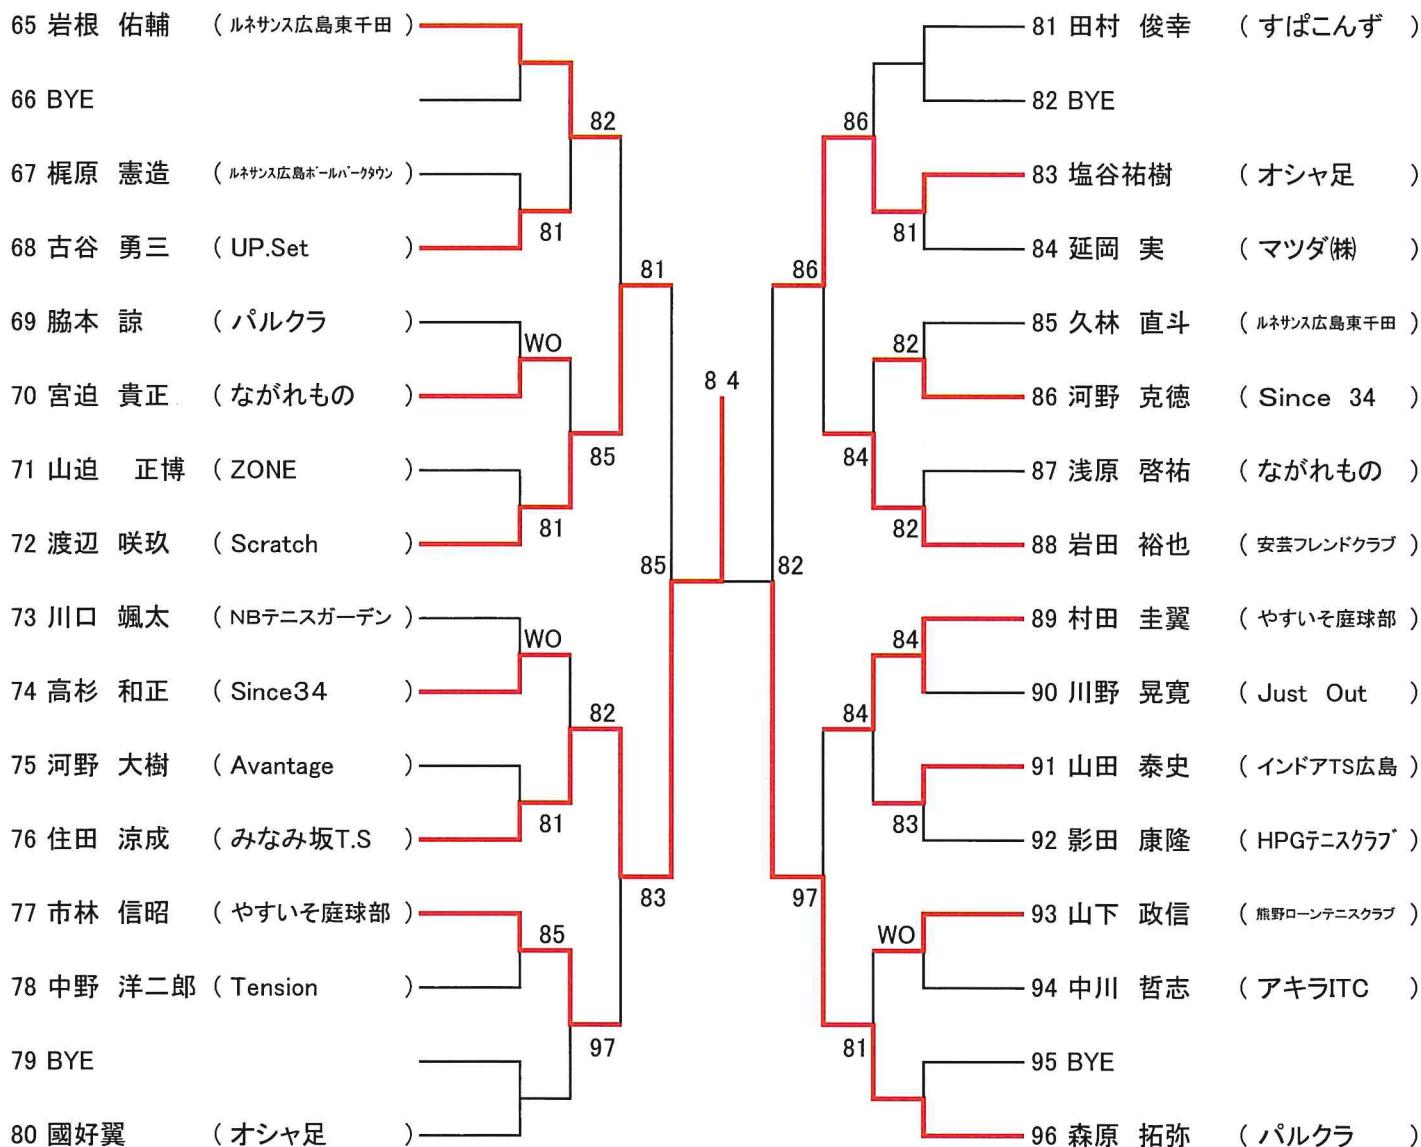 65 岩根 佑輔 ( ルネサンス広島東千田 )
66 BYE
82
67 梶原 憲造 ( ルネサンス広島ボールパークタウン )
81
68 古谷 勇三 ( UP.Set )
81
69 脇本 諒 ( パルクラ )
WO
70 宮迫 貴正 ( ながれもの )
85
71 山迫 正博 ( ZONE )
81
72 渡辺 咲玖 ( Scratch )
85
73 川口 颯太 ( NBテニスガーデン )
WO
74 高杉 和正 ( Since34 )
82
75 河野 大樹 ( Avantage )
81
76 住田 涼成 ( みなみ坂T.S )
83
77 市林 信昭 ( やすいそ庭球部 )
85
78 中野 洋二郎 ( Tension )
97
79 BYE
80 國好翼 ( オシャ足 )
8 4
81 田村 俊幸 ( すぱこんず )
82 BYE
86
83 塩谷祐樹 ( オシャ足 )
81
84 延岡 実 ( マツダ㈱ )
86
85 久林 直斗 ( ルネサンス広島東千田 )
82
86 河野 克徳 ( Since 34 )
84
87 浅原 啓祐 ( ながれもの )
82
88 岩田 裕也 ( 安芸フレンドクラブ )
82
89 村田 圭翼 ( やすいそ庭球部 )
84
90 川野 晃寛 ( Just Out )
84
91 山田 泰史 ( インドアTS広島 )
83
92 影田 康隆 ( HPGテニスクラブ )
97
93 山下 政信 ( 熊野ローンテニスクラブ )
WO
94 中川 哲志 ( アキラITC )
81
95 BYE
96 森原 拓弥 ( パルクラ )